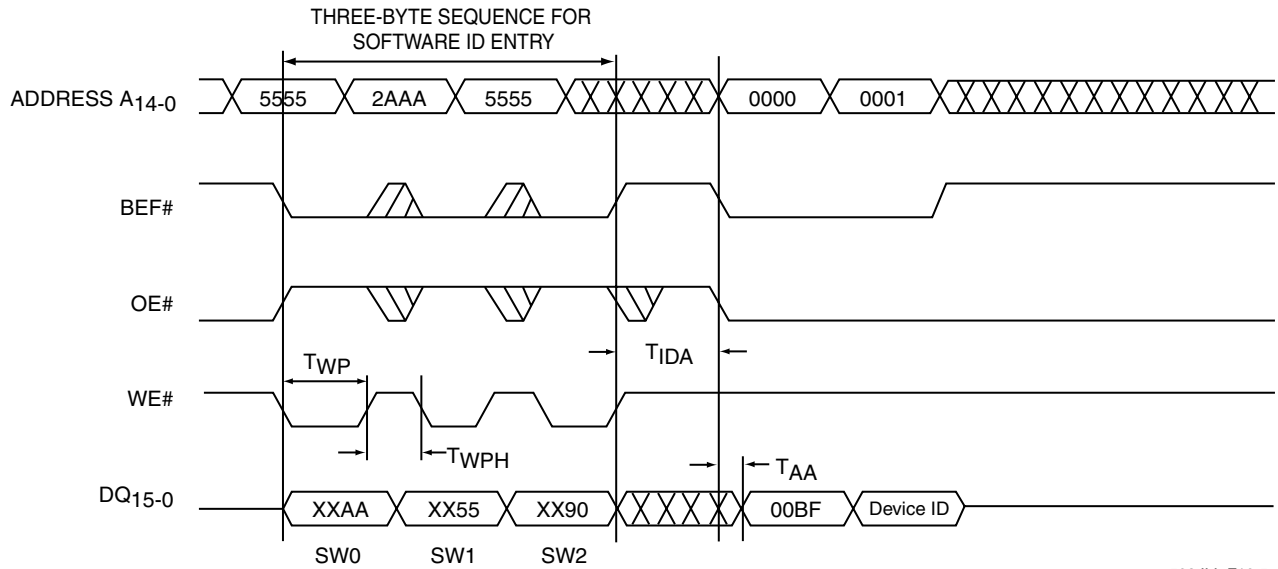 THREE-BYTE SEQUENCE FOR
SOFTWARE ID ENTRY
ADDRESS A14-0
5555
2AAA
5555
0000
0001
BEF#
OE#
TIDA
TWP
WE#
TWPH
TAA
DQ15-0
XXAA
XX55
XX90
00BF
Device ID
SW0
SW1
SW2